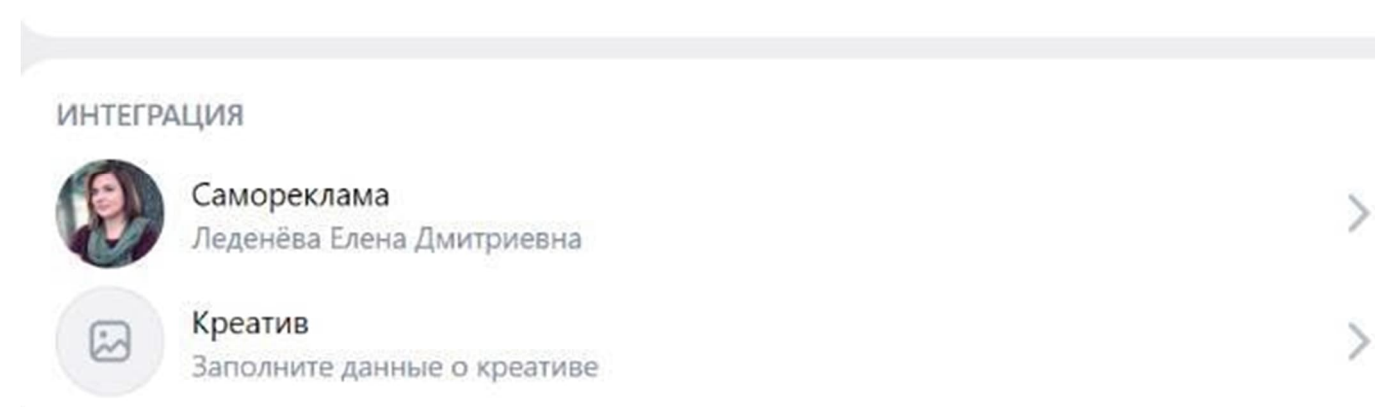 ИНТЕГРАЦИЯ
Самореклама
Леденёва Елена Дмитриевна
Креатив
Заполните данные о креативе